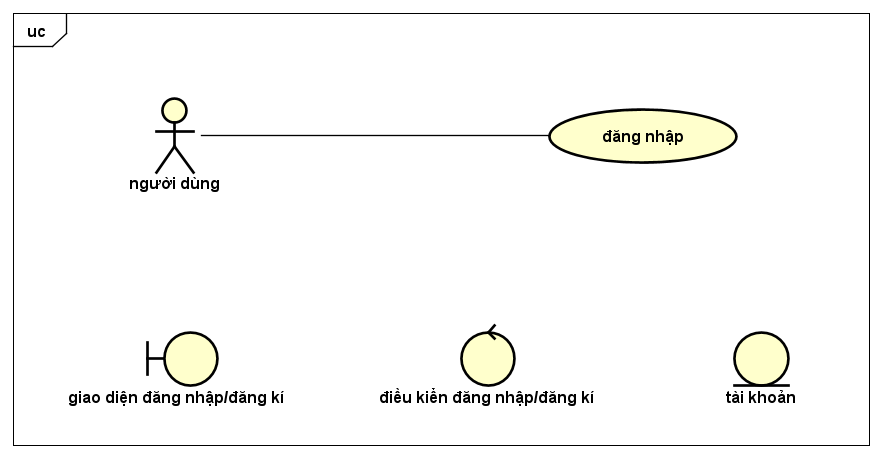 uc
đăng nhập
người dùng
giao diện đăng nhập/đăng kí
điều kiển đăng nhập/đăng kí
tài khoản